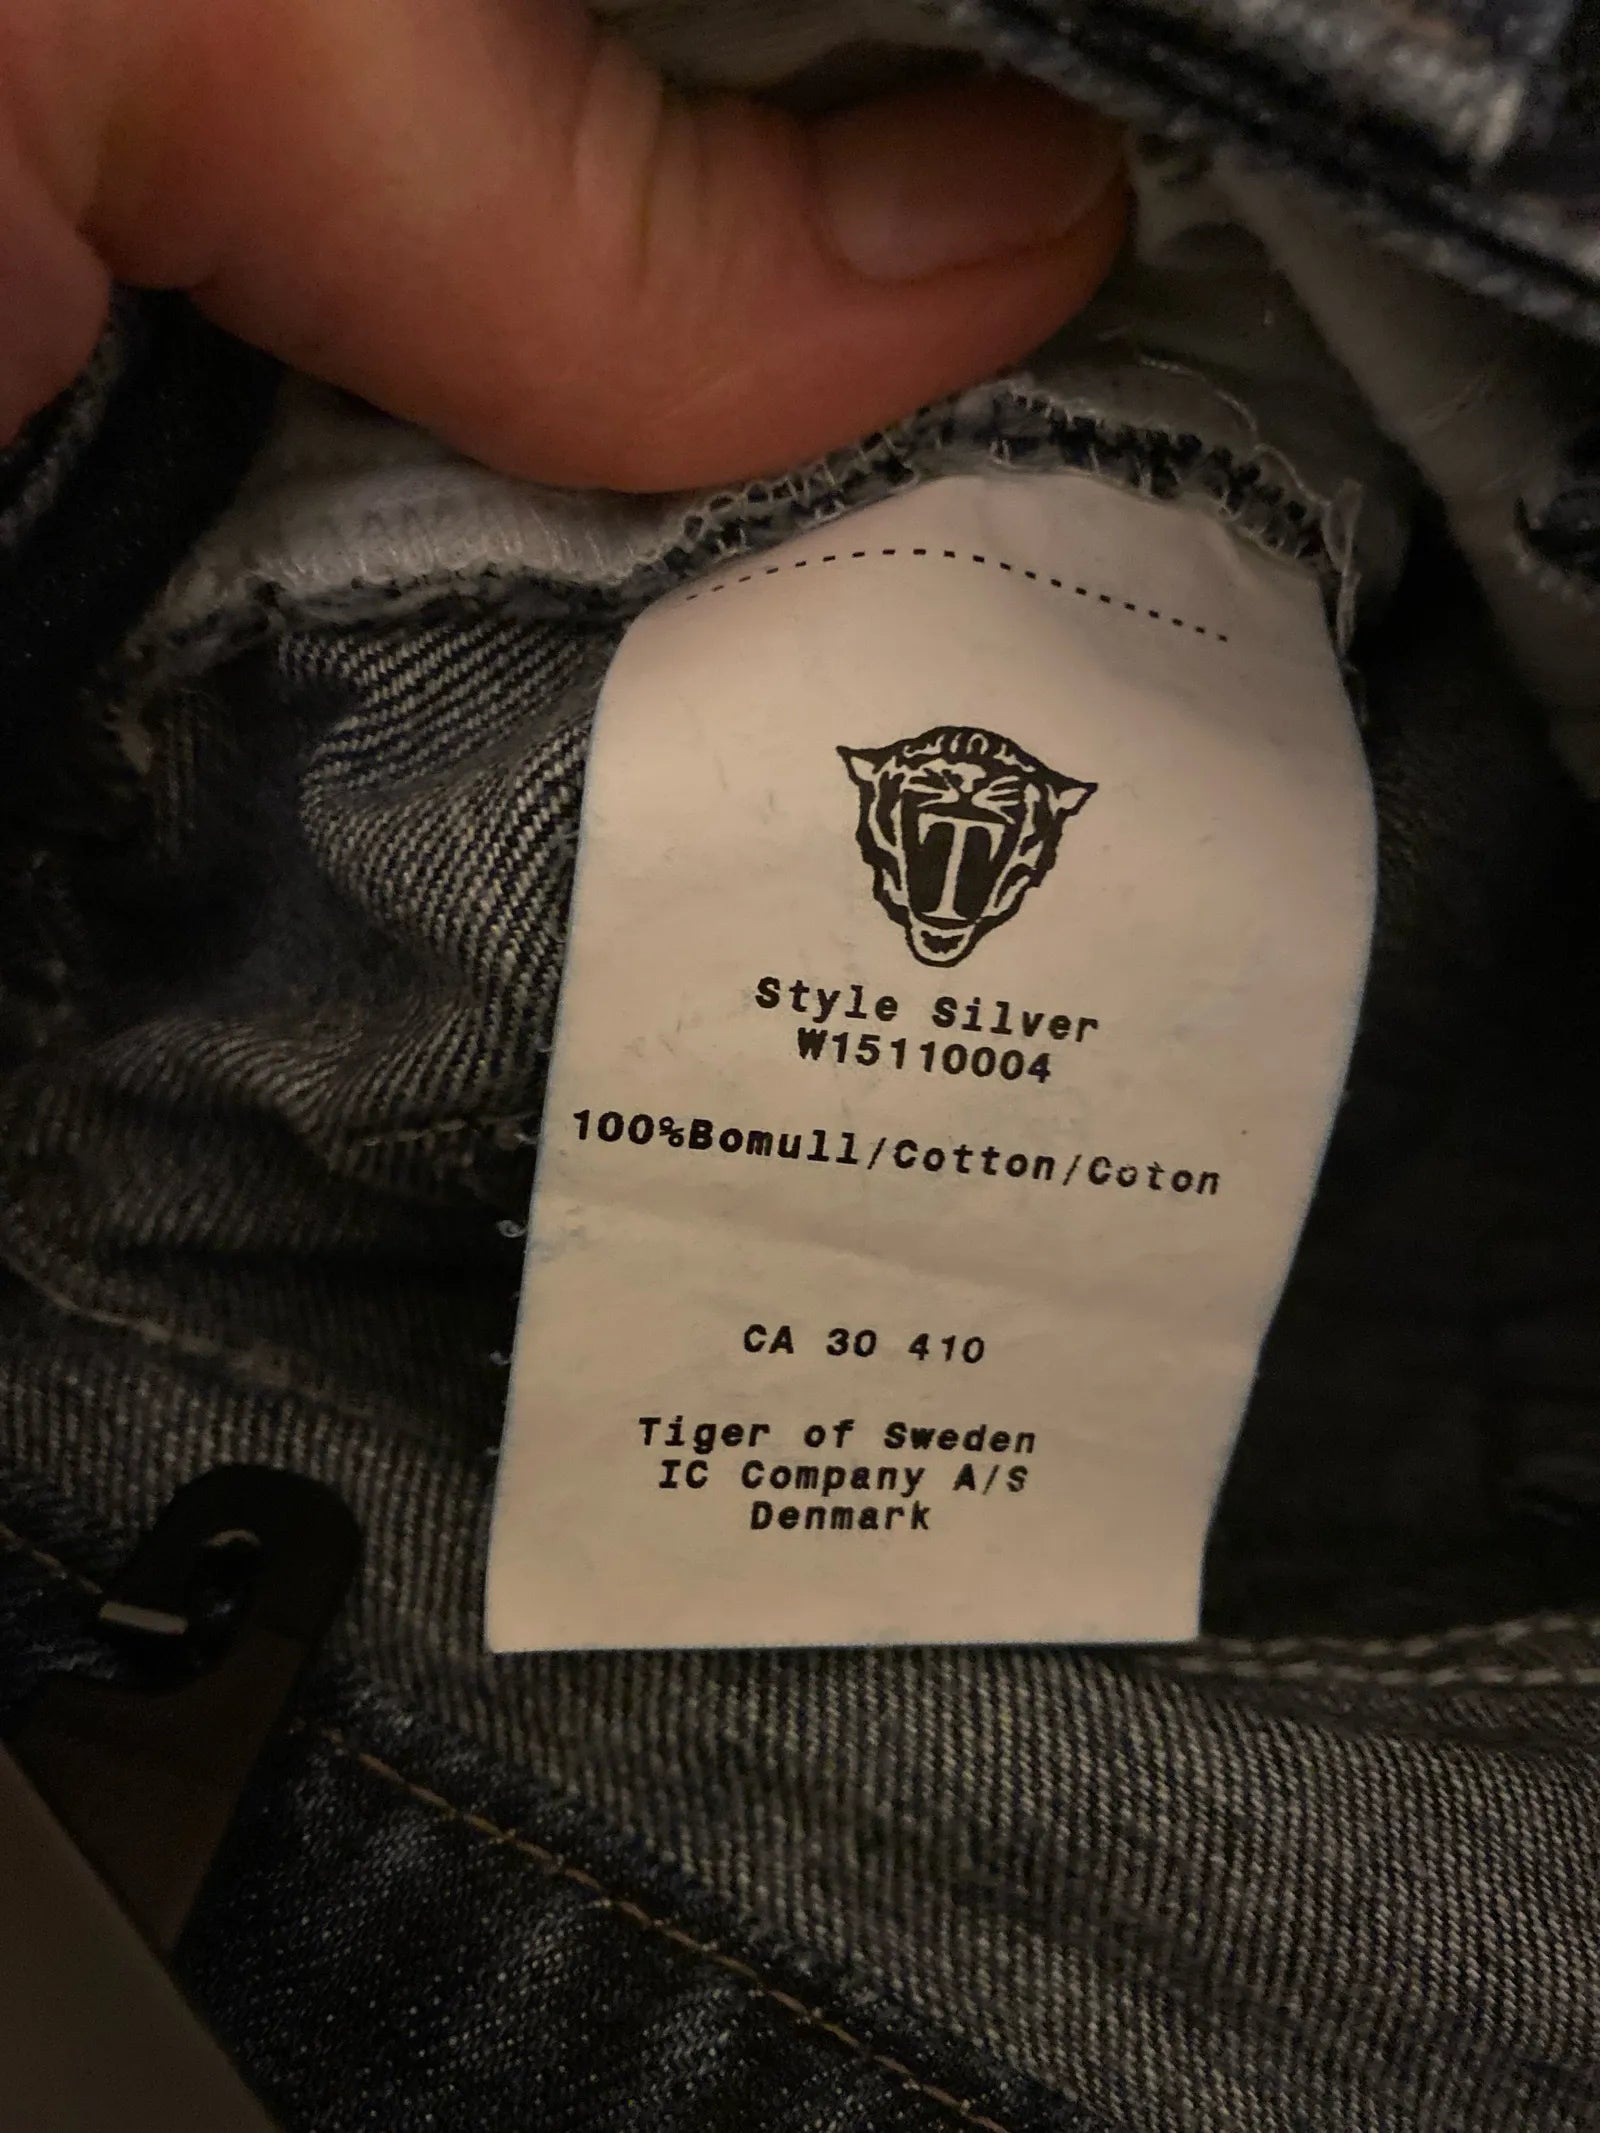 T
Style Silver
W15110004
100%Bomull/Cotton/Coton
CA 30 410
Tiger of Sweden
IC Company A/S
Denmark